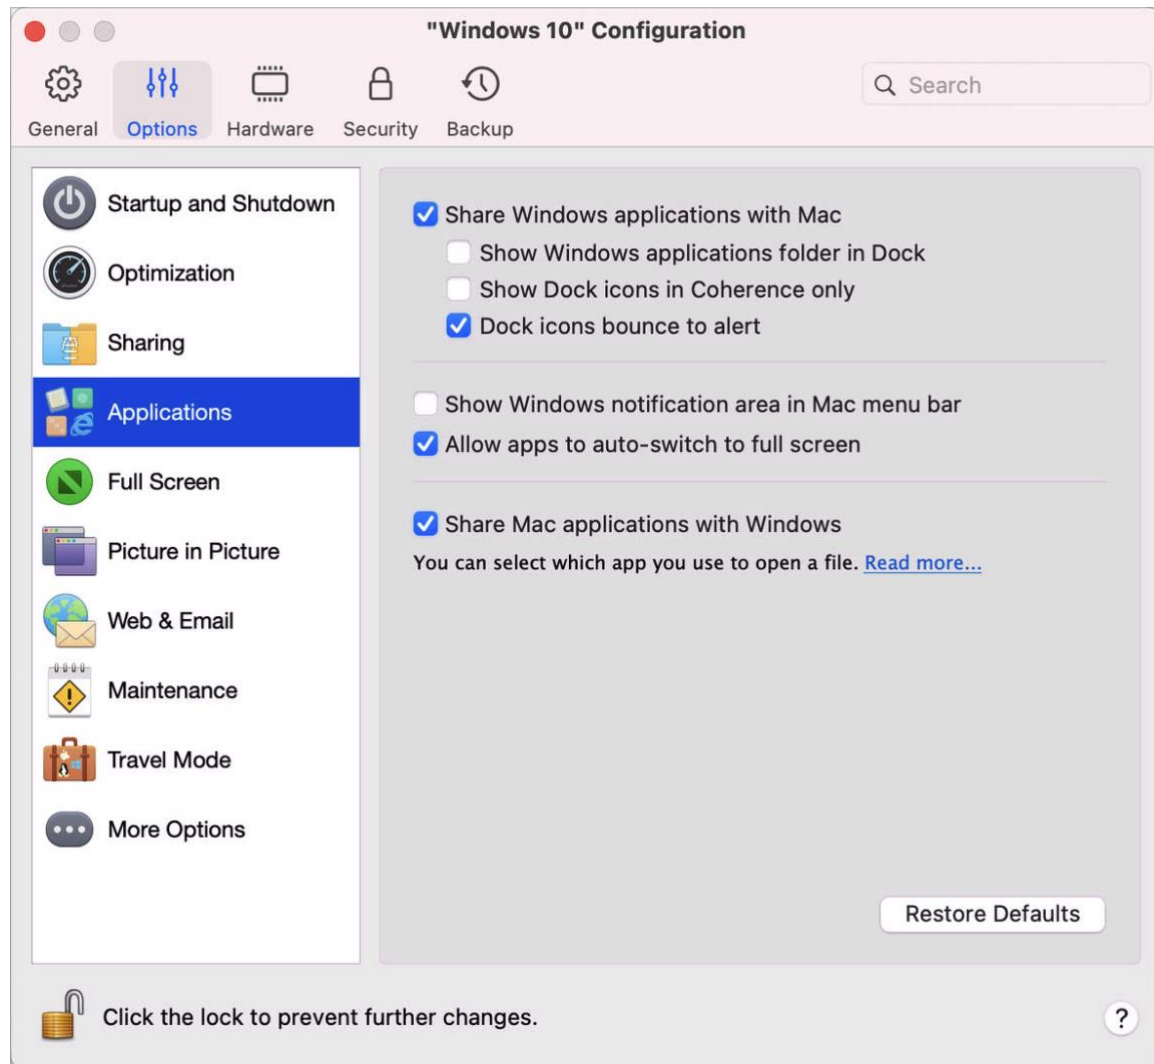 "Windows 10" Configuration
General
Options
Hardware
Security
Backup
Search
Startup and Shutdown
Optimization
Sharing
Applications
Full Screen
Picture in Picture
Web & Email
Maintenance
Travel Mode
More Options
Share Windows applications with Mac
Show Windows applications folder in Dock
Show Dock icons in Coherence only
Dock icons bounce to alert
Show Windows notification area in Mac menu bar
Allow apps to auto-switch to full screen
Share Mac applications with Windows
You can select which app you use to open a file. Read more...
Restore Defaults
Click the lock to prevent further changes.
?